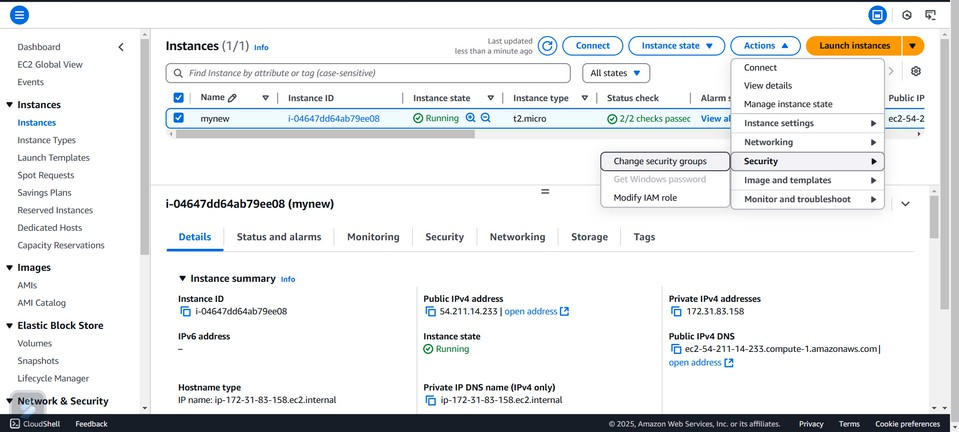 Instances (1/1) Info
Last updated
less than a minute ago
Connect
Instance state
Actions
Launch instances
Find Instance by attribute or tag (case-sensitive)
All states
Name
Instance ID
Instance state
Instance type
Status check
Alarm s
Public IP
mynew
i-04647dd64ab79ee08
Running
t2.micro
2/2 checks passec
View al
ec2-54-2
Connect
View details
Manage instance state
Instance settings
Networking
Security
Image and templates
Monitor and troubleshoot
Change security groups
Get Windows password
Modify IAM role
Dashboard
EC2 Global View
Events
Instances
Instances
Instance Types
Launch Templates
Spot Requests
Savings Plans
Reserved Instances
Dedicated Hosts
Capacity Reservations
Images
AMIs
AMI Catalog
Elastic Block Store
Volumes
Snapshots
Lifecycle Manager
Network & Security
i-04647dd64ab79ee08 (mynew)
Details
Status and alarms
Monitoring
Security
Networking
Storage
Tags
Instance summary Info
Instance ID
i-04647dd64ab79ee08
Public IPv4 address
54.211.14.233 | open address
Private IPv4 addresses
172.31.83.158
IPv6 address
–
Instance state
Running
Public IPv4 DNS
ec2-54-211-14-233.compute-1.amazonaws.com |
open address
Hostname type
IP name: ip-172-31-83-158.ec2.internal
Private IP DNS name (IPv4 only)
ip-172-31-83-158.ec2.internal
CloudShell
Feedback
© 2025, Amazon Web Services, Inc. or its affiliates.
Privacy
Terms
Cookie preferences